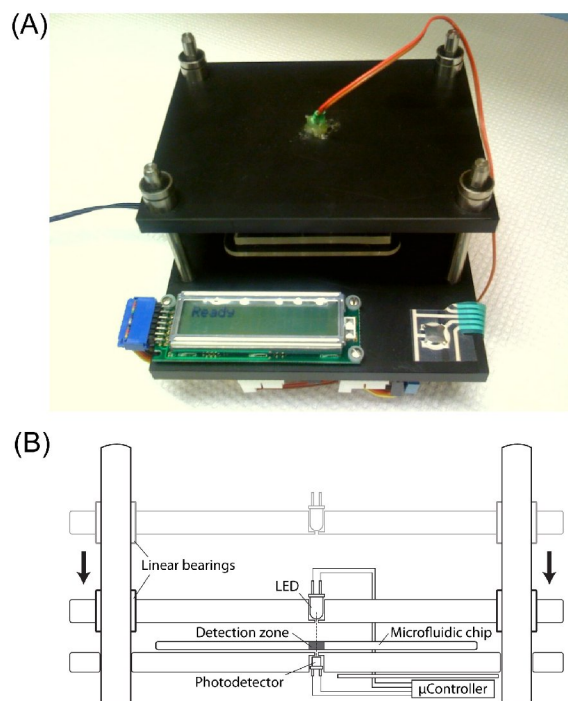 (A)
Ready
(B)
Linear bearings
LED
Detection zone
Microfluidic chip
Photodetector
μController